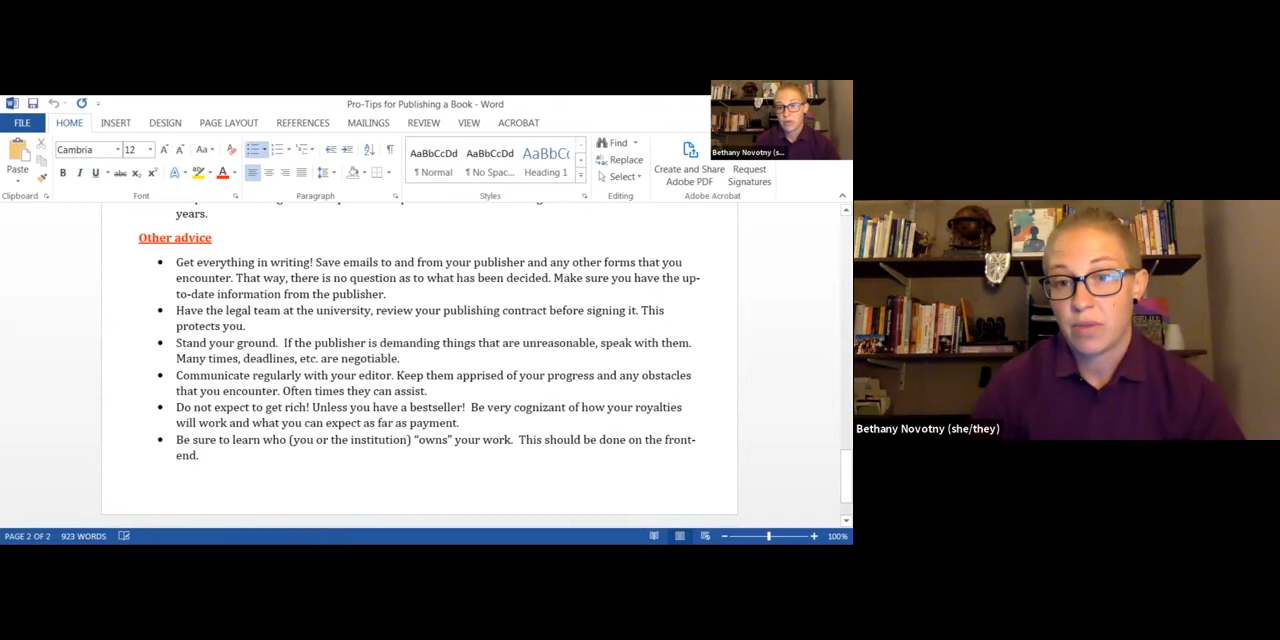 Pro-Tips for Publishing a Book - Word
FILE HOME INSERT DESIGN PAGE LAYOUT REFERENCES MAILINGS REVIEW VIEW ACROBAT
Cambria 12 Aa AaBbCcDd AaBbCcDd AaBbCc Find
Replace
Paste B I U abc X₂ X² A A ¶ Normal ¶ No Spac... Heading 1 Select
Create and Share Adobe PDF
Request Signatures
Clipboard Font Paragraph Styles Editing Adobe Acrobat
Bethany Novotny (s...
years.
Other advice
• Get everything in writing! Save emails to and from your publisher and any other forms that you
encounter. That way, there is no question as to what has been decided. Make sure you have the up-
to-date information from the publisher.
• Have the legal team at the university, review your publishing contract before signing it. This
protects you.
• Stand your ground.  If the publisher is demanding things that are unreasonable, speak with them.
Many times, deadlines, etc. are negotiable.
• Communicate regularly with your editor. Keep them apprised of your progress and any obstacles
that you encounter. Often times they can assist.
• Do not expect to get rich! Unless you have a bestseller!  Be very cognizant of how your royalties
will work and what you can expect as far as payment.
• Be sure to learn who (you or the institution) “owns” your work.  This should be done on the front-
end.
PAGE 2 OF 2 923 WORDS 100%
Bethany Novotny (she/they)